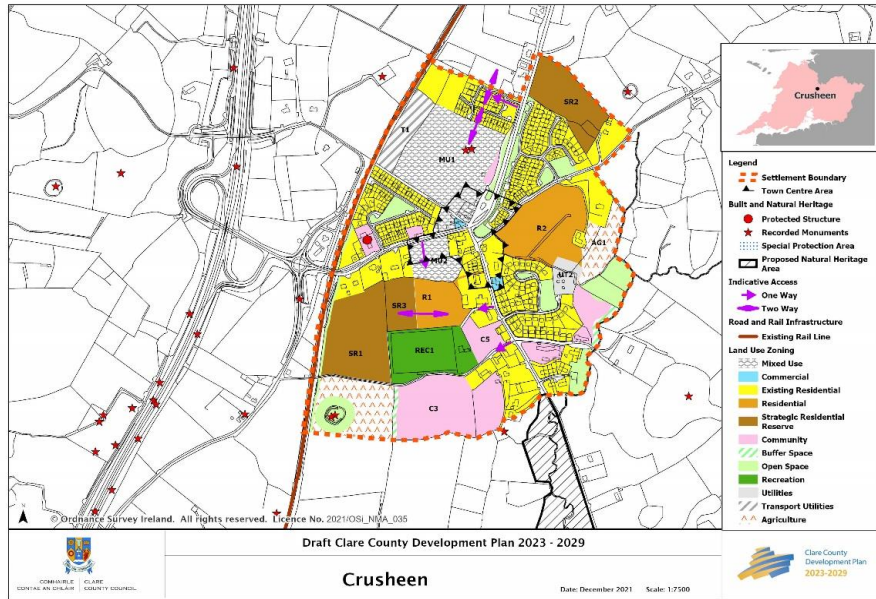 Crusheen
Legend
Settlement Boundary
Town Centre Area
Built and Natural Heritage
Protected Structure
Recorded Monuments
Special Protection Area
Proposed Natural Heritage
Area
Indicative Access
One Way
Two Way
Road and Rail Infrastructure
Existing Rail Line
Land Use Zoning
Mixed Use
Commercial
Existing Residential
Residential
Strategic Residential
Reserve
Community
Buffer Space
Open Space
Recreation
Utilities
Transport Utilities
Agriculture
SR2
T1
MU1
R2
AG1
MU2
UT2
SR3
R1
C5
SR1
REC1
C3
N
© Ordnance Survey Ireland. All rights reserved. Licence No. 2021/OSi_NMA_035
COMHAIRLE
CONTAE AN CHLÁIR
CLARE
COUNTY COUNCIL
Draft Clare County Development Plan 2023 - 2029
Crusheen
Date: December 2021 Scale: 1:7500
Clare County
Development Plan
2023-2029